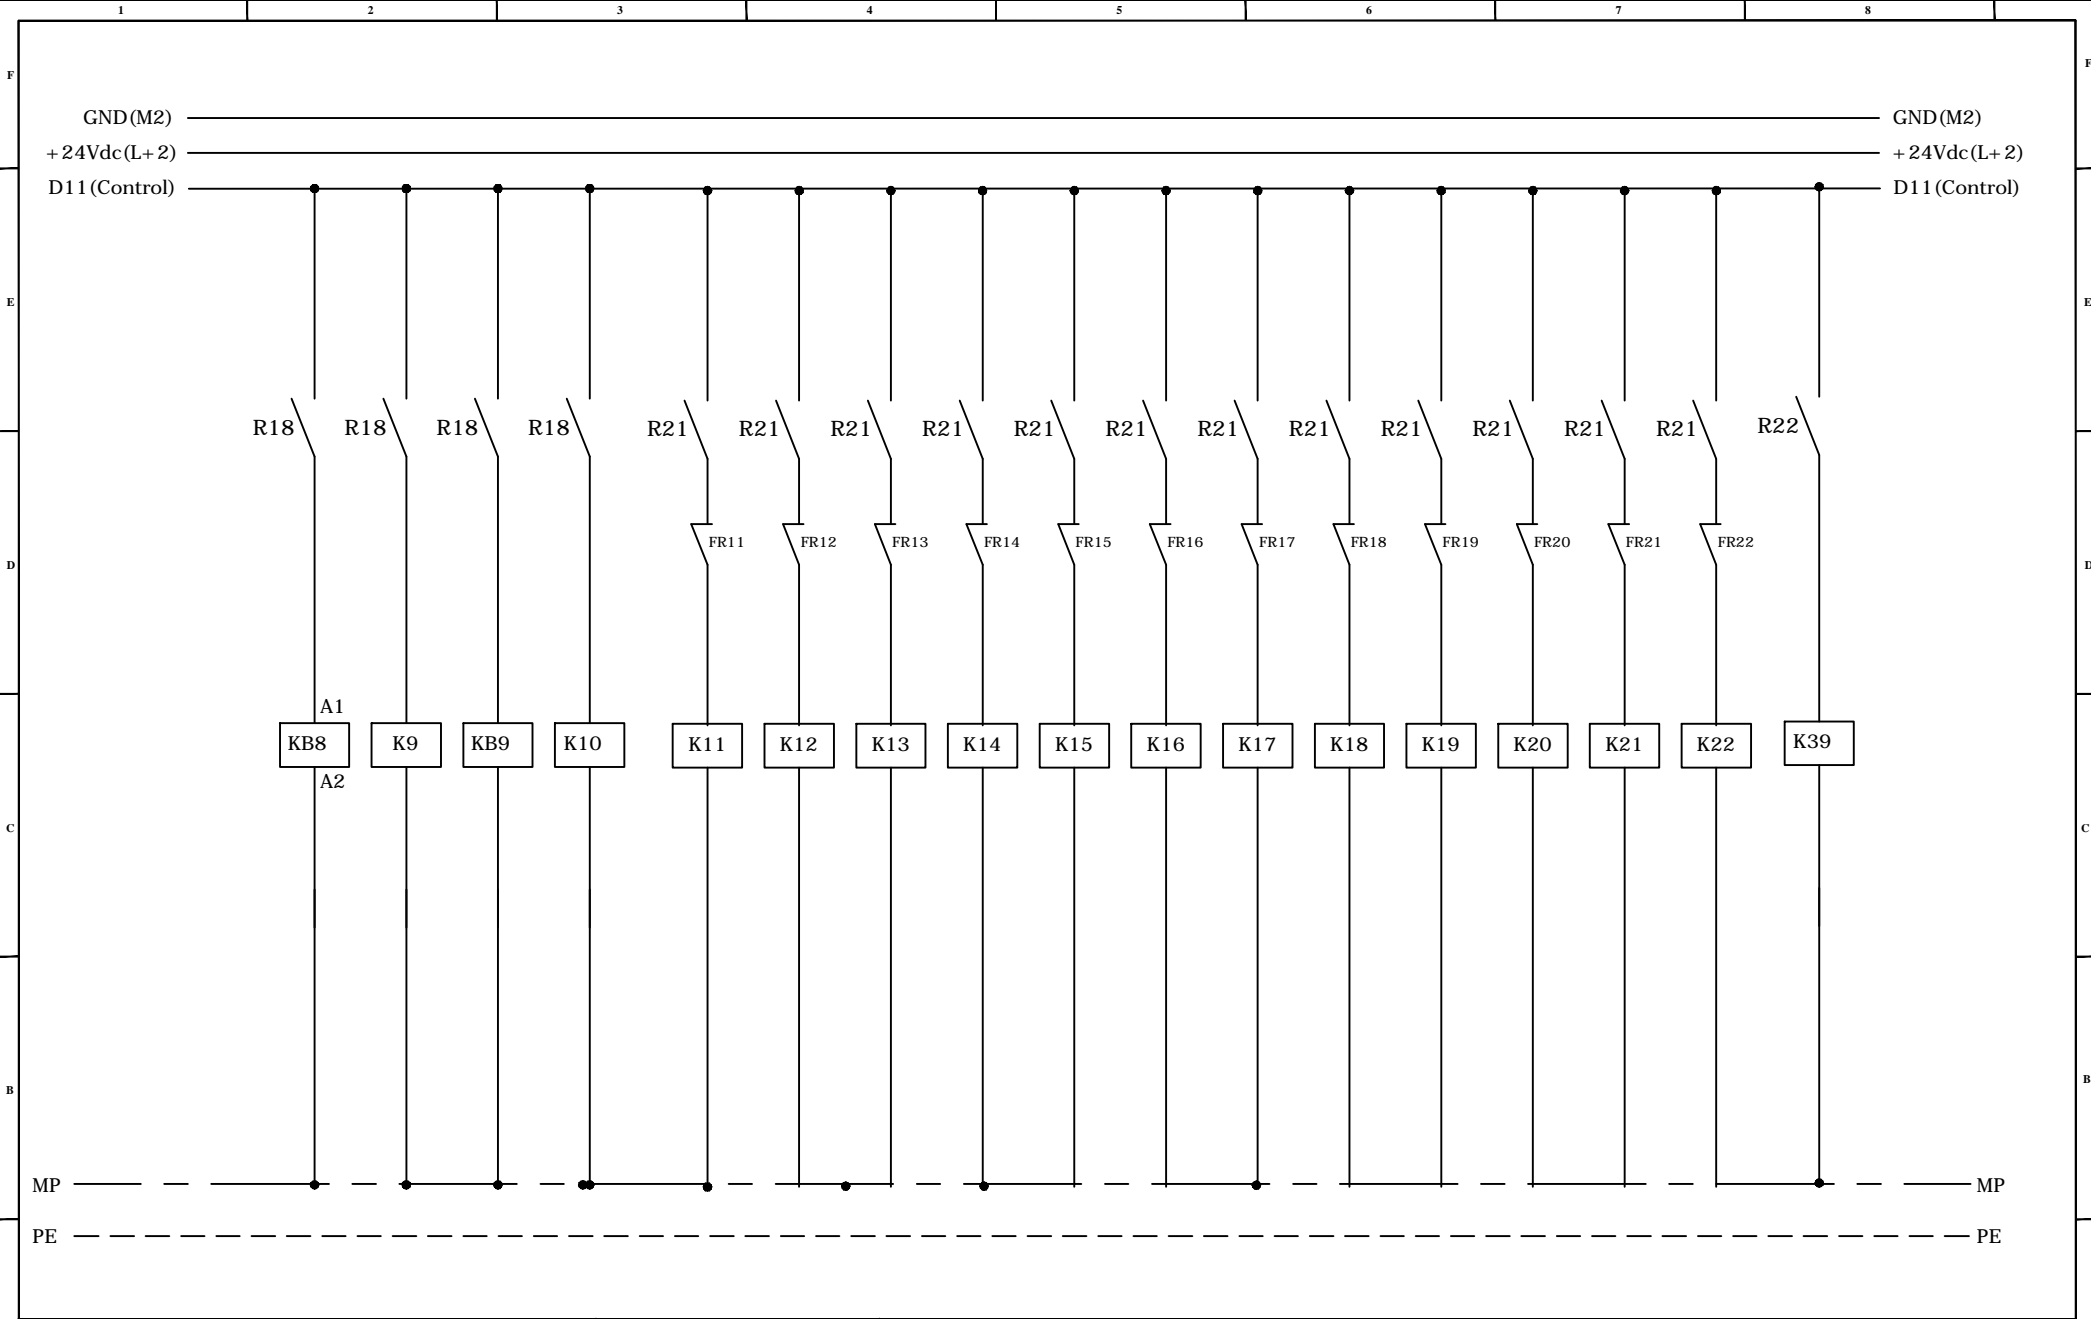 1 2 3 4 5 6 7 8
F F
GND(M2) GND(M2)
+24Vdc(L+2) +24Vdc(L+2)
D11(Control) D11(Control)
E E
R18 R18 R18 R18 R21 R21 R21 R21 R21 R21 R21 R21 R21 R21 R21 R21 R22
FR11 FR12 FR13 FR14 FR15 FR16 FR17 FR18 FR19 FR20 FR21 FR22
D D
A1
KB8 K9 KB9 K10 K11 K12 K13 K14 K15 K16 K17 K18 K19 K20 K21 K22 K39
A2
C C
B B
MP MP
PE PE